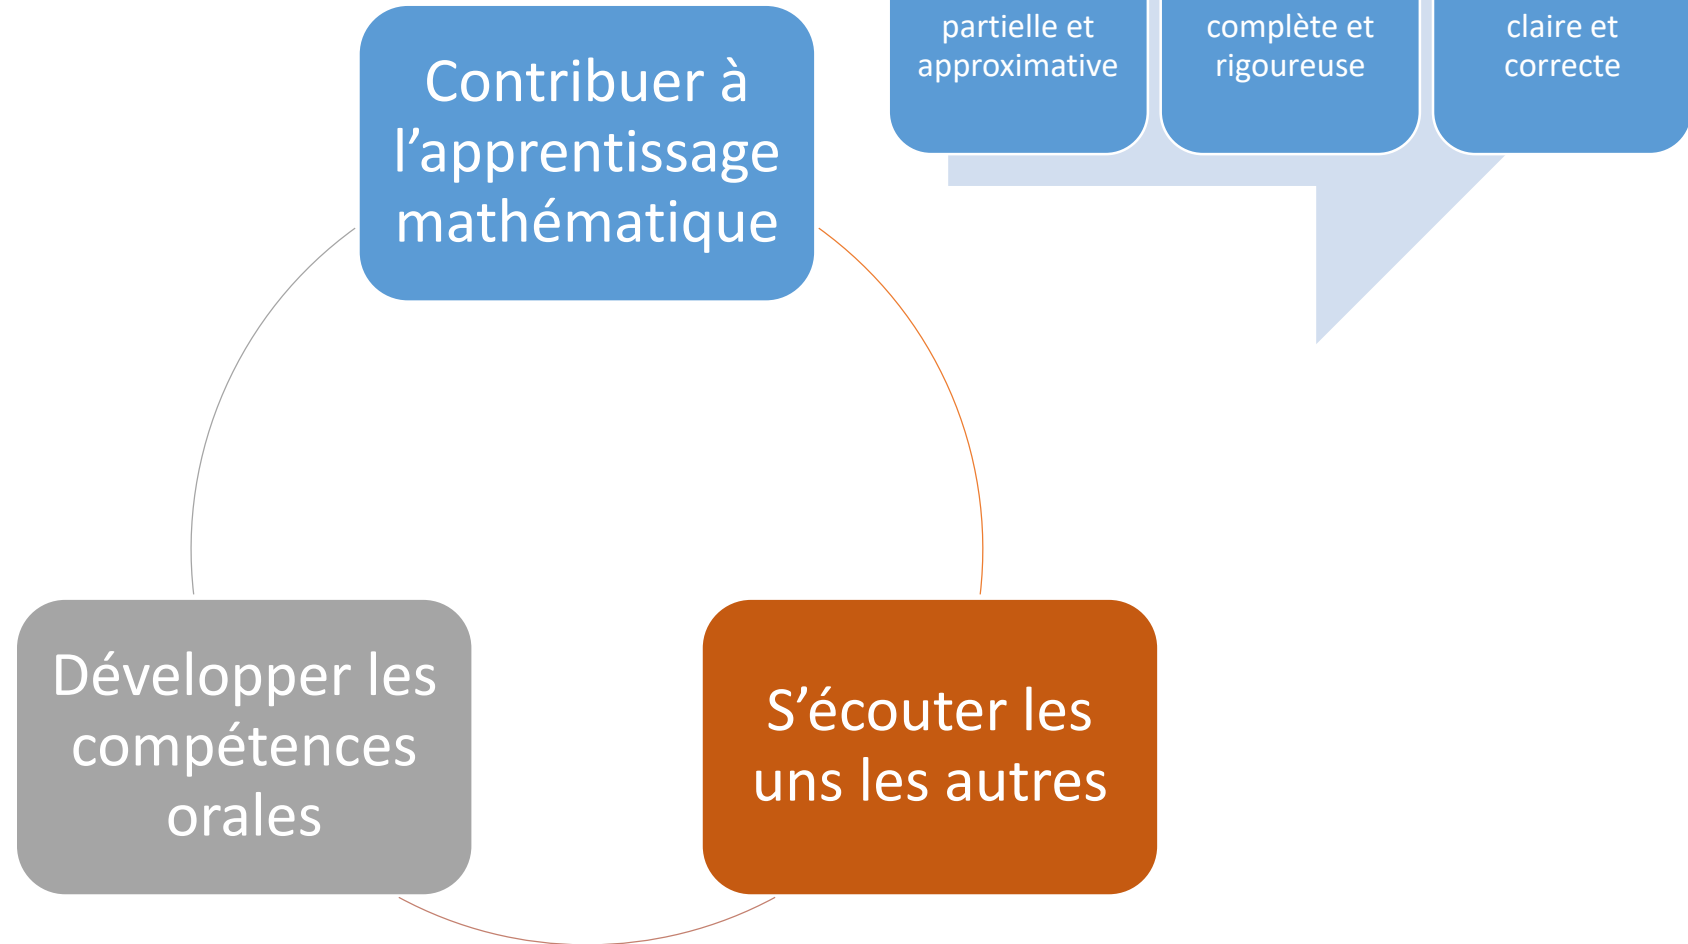 partielle et
approximative
complète et
rigoureuse
claire et
correcte
Contribuer à
l’apprentissage
mathématique
Développer les
compétences
orales
S’écouter les
uns les autres